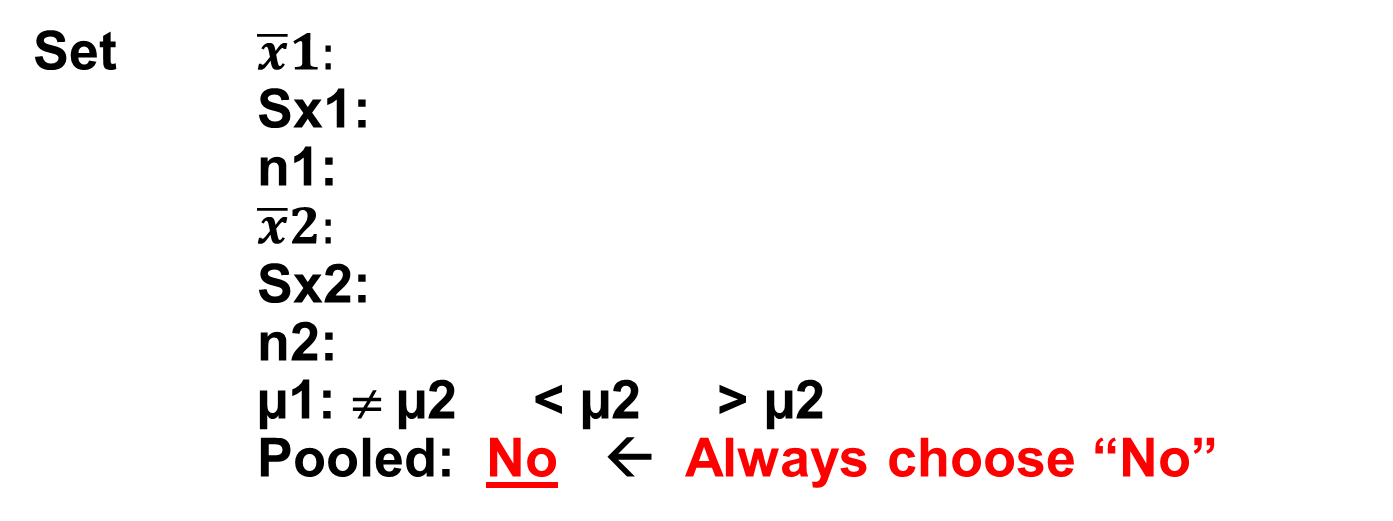 Set x̅1:
Sx1:
n1:
x̅2:
Sx2:
n2:
µ1: ≠ µ2 < µ2 > µ2
Pooled: No ← Always choose “No”